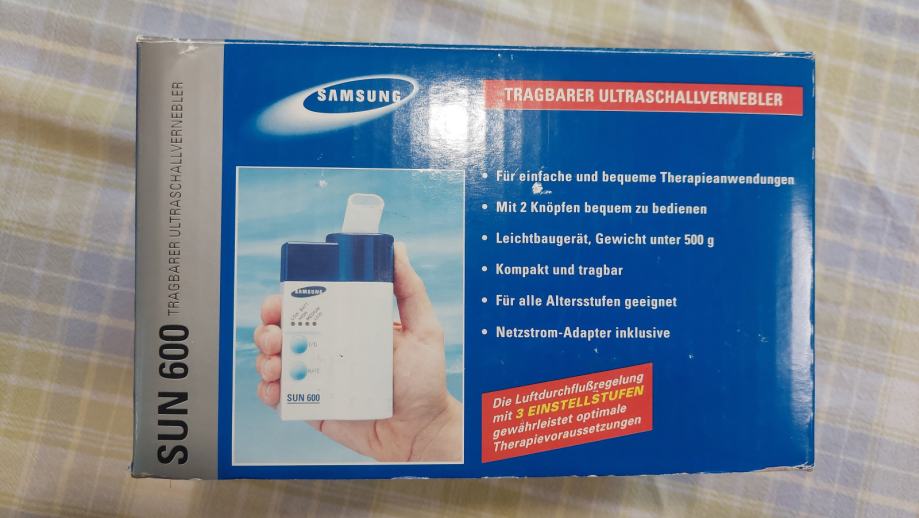 SUN 600 TRAGBARER ULTRASCHALLVERNEBLER
SAMSUNG
TRAGBARER ULTRASCHALLVERNEBLER
• Für einfache und bequeme Therapieanwendungen
• Mit 2 Knöpfen bequem zu bedienen
• Leichtbaugerät, Gewicht unter 500 g
• Kompakt und tragbar
• Für alle Altersstufen geeignet
• Netzstrom-Adapter inklusive
Die Luftdurchflußregelung
mit 3 EINSTELLSTUFEN
gewährleistet optimale
Therapievoraussetzungen
SAMSUNG
SUN 600